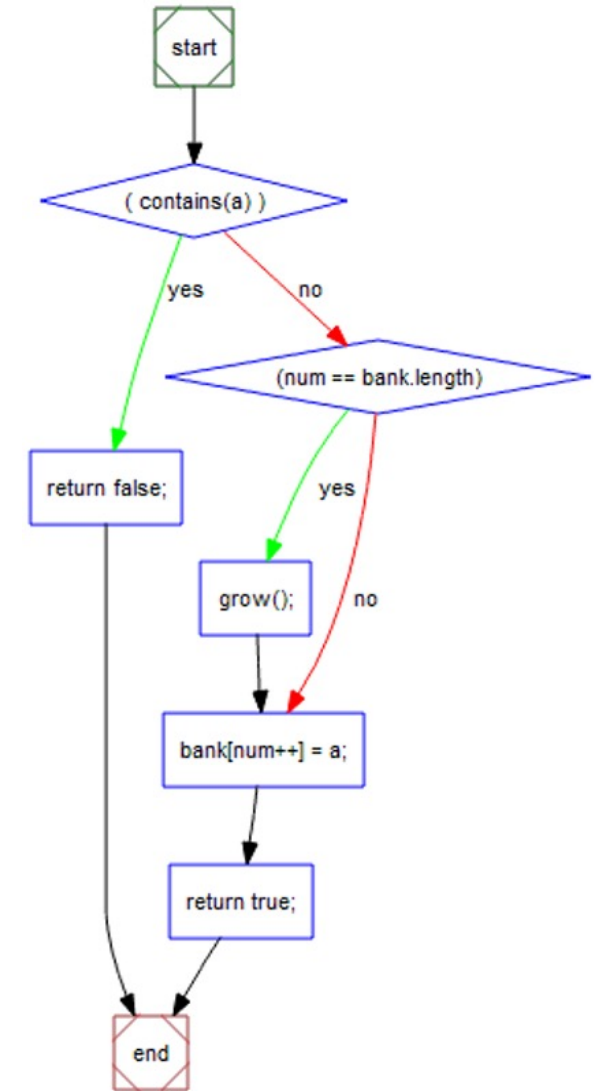 start
( contains(a) )
yes
no
(num == bank.length)
return false;
yes
grow();
no
bank[num++] = a;
return true;
end